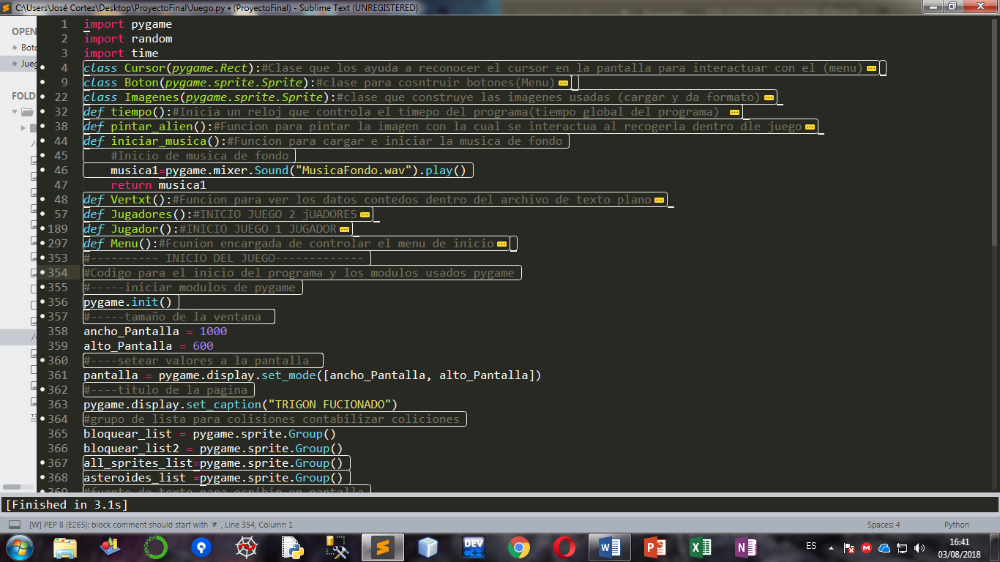 C:\Users\José Cortez\Desktop\ProyectoFinal\Juego.py • (ProyectoFinal) - Sublime Text (UNREGISTERED)
OPEN
Boto
Jueg
FOLD
1 import pygame
2 import random
3 import time
4 class Cursor(pygame.Rect):#Clase que los ayuda a reconocer el cursor en la pantalla para interactuar con el (menu)
9 class Boton(pygame.sprite.Sprite):#clase para cosntruir botones(Menu)
22 class Imagenes(pygame.sprite.Sprite):#clase que construye las imagenes usadas (cargar y da formato)
32 def tiempo():#Inicia un reloj que controla el timepo del programa(tiempo global del programa)
38 def pintar_alien():#Funcion para pintar la imagen con la cual se interactua al recogerla dentro dle juego
44 def iniciar_musica():#Funcion para cargar e iniciar la musica de fondo
45 #Inicio de musica de fondo
46 musica1=pygame.mixer.Sound("MusicaFondo.wav").play()
47 return musica1
48 def Vertxt():#Funcion para ver los datos contedos dentro del archivo de texto plano
57 def Jugadores():#INICIO JUEGO 2 jUADORES
189 def Jugador():#INICIO JUEGO 1 JUGADOR
297 def Menu():#Fcunion encargada de controlar el menu de inicio
353 #---------- INICIO DEL JUEGO-------------
354 #Codigo para el inicio del programa y los modulos usados pygame
355 #-----iniciar modulos de pygame
356 pygame.init()
357 #-----tamaño de la ventana
358 ancho_Pantalla = 1000
359 alto_Pantalla = 600
360 #----setear valores a la pantalla
361 pantalla = pygame.display.set_mode([ancho_Pantalla, alto_Pantalla])
362 #----titulo de la pagina
363 pygame.display.set_caption("TRIGON FUCIONADO")
364 #grupo de lista para colisiones contabilizar coliciones
365 bloquear_list = pygame.sprite.Group()
366 bloquear_list2 = pygame.sprite.Group()
367 all_sprites_list=pygame.sprite.Group()
368 asteroides_list =pygame.sprite.Group()
369 #fuente de texto para escribir en pantalla
[Finished in 3.1s]
[W] PEP 8 (E265): block comment should start with '# ', Line 354, Column 1
Spaces: 4
Python
DEV
C++
ES
16:41
03/08/2018